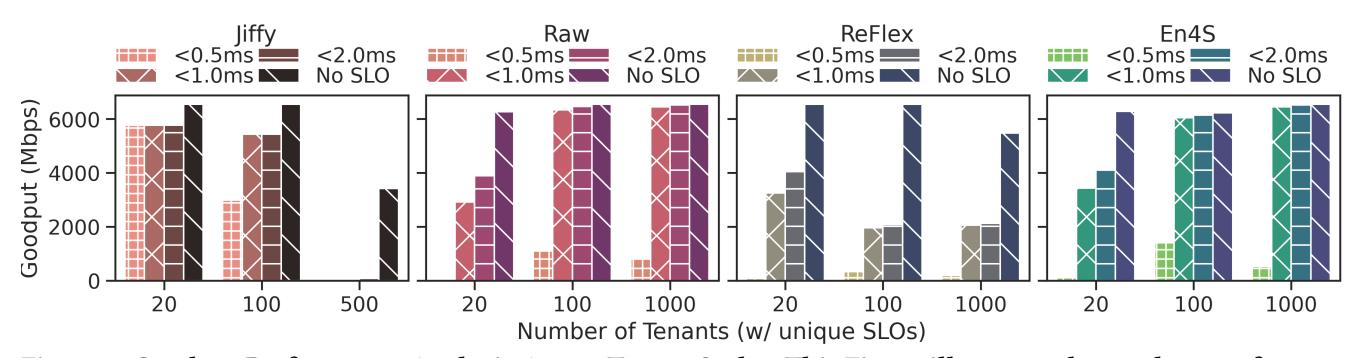 Jiffy
<0.5ms <2.0ms
<1.0ms No SLO
Raw
<0.5ms <2.0ms
<1.0ms No SLO
ReFlex
<0.5ms <2.0ms
<1.0ms No SLO
En4S
<0.5ms <2.0ms
<1.0ms No SLO
Goodput (Mbps)
6000
4000
2000
0
20 100 500
20 100 1000
20 100 1000
20 100 1000
Number of Tenants (w/ unique SLOs)